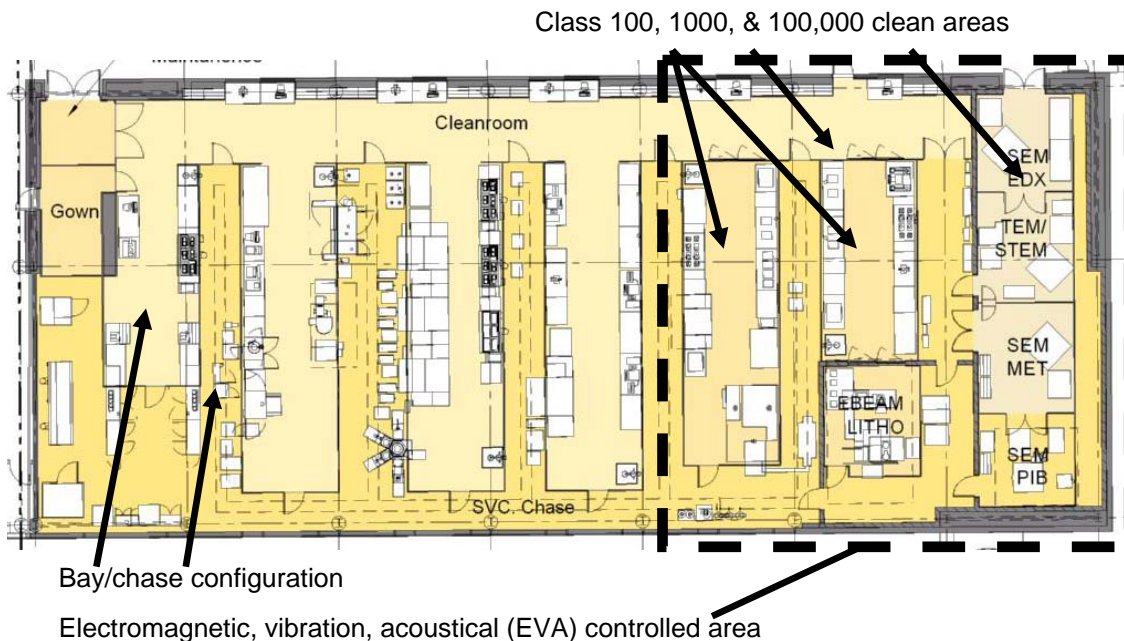 Class 100, 1000, & 100,000 clean areas
Maintanence
Cleanroom
Gown
SEM
EDX
TEM/
STEM
SEM
MET
EBEAM
LITHO
SEM
PIB
SVC. Chase
Bay/chase configuration
Electromagnetic, vibration, acoustical (EVA) controlled area